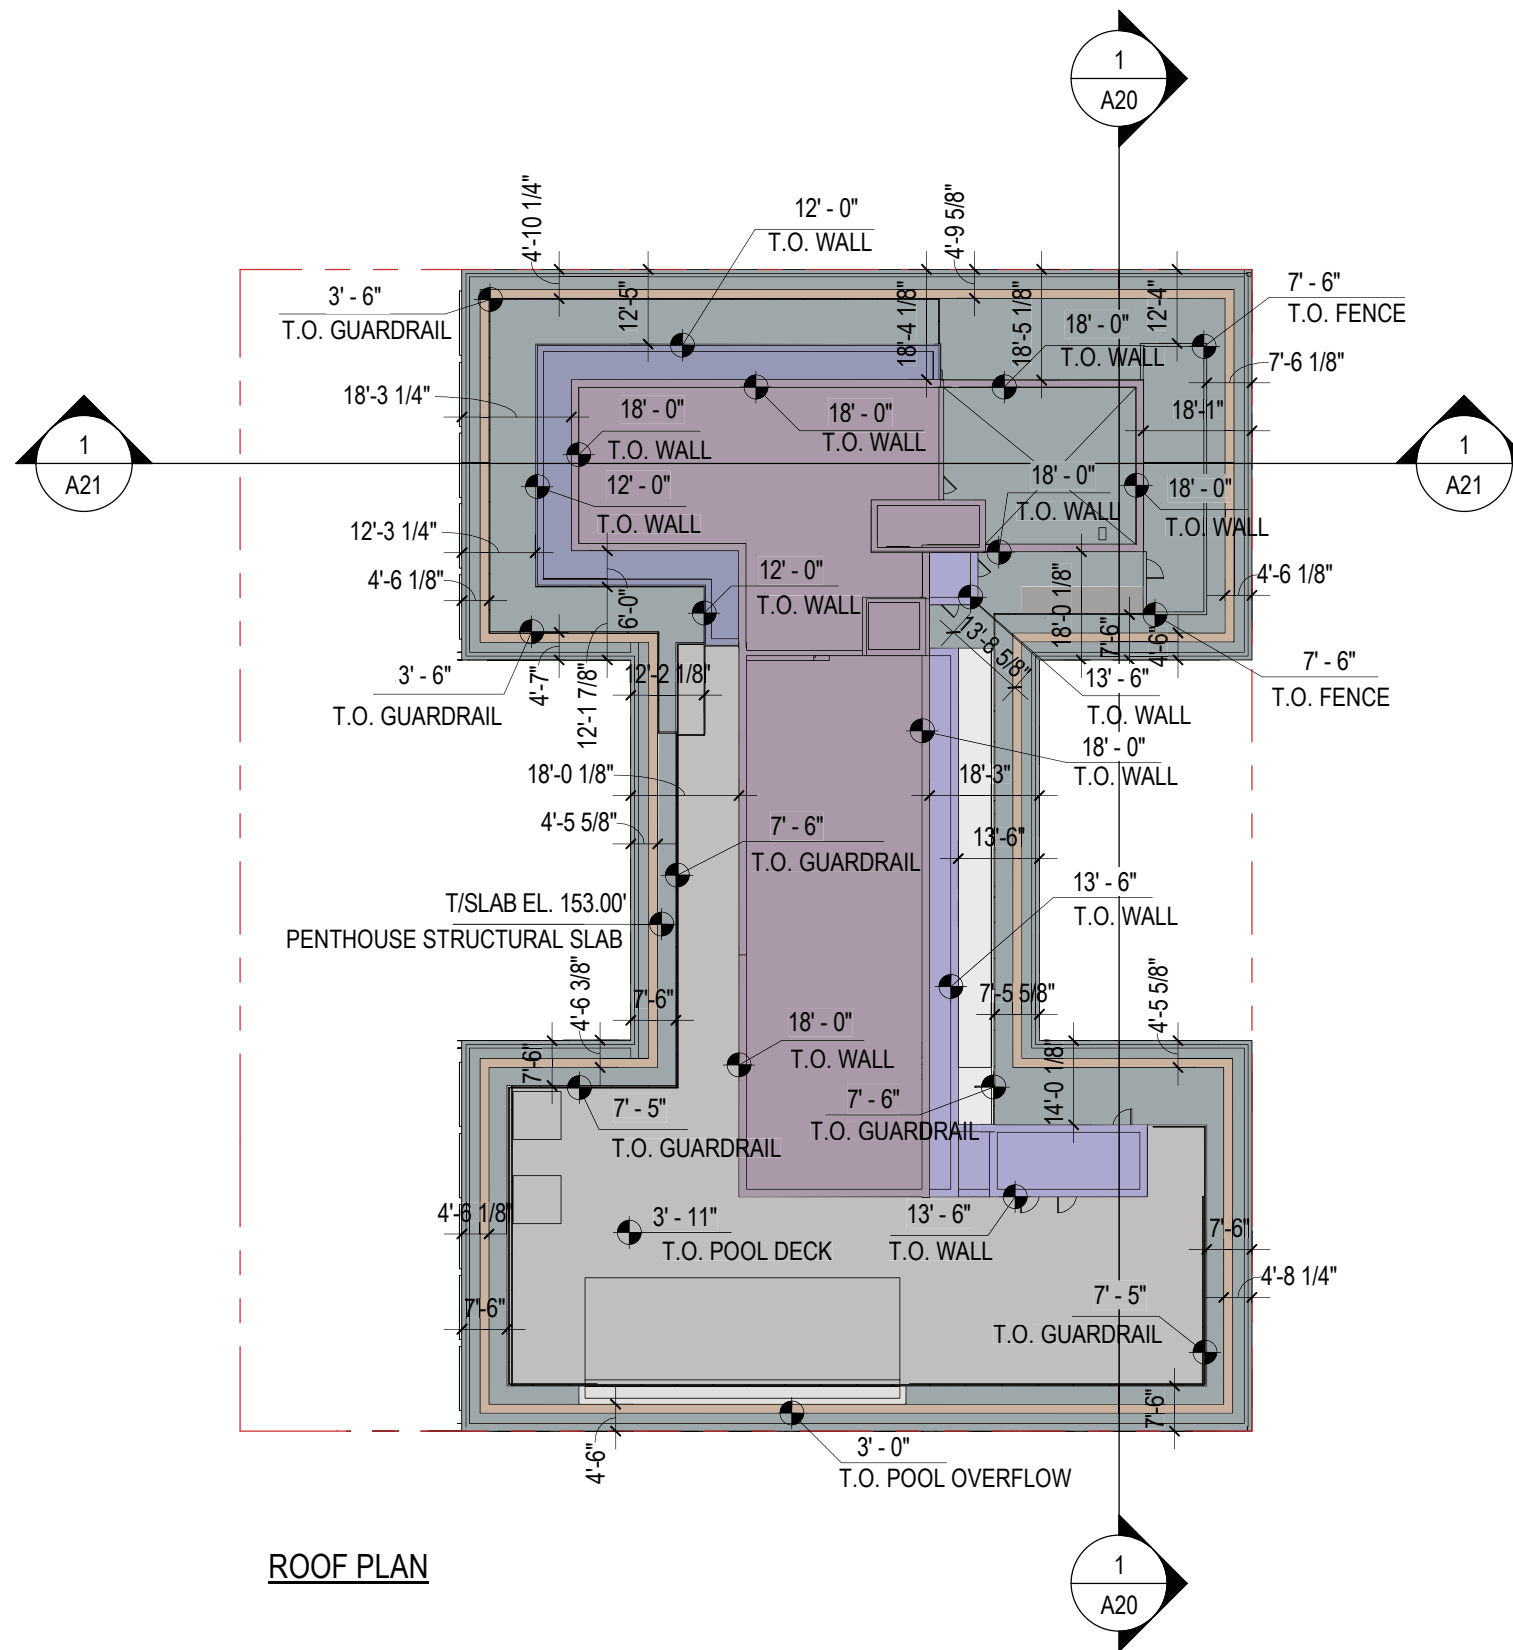 1
A20
12' - 0"
T.O. WALL
4'-10 1/4"
4'-9 5/8"
3' - 6"
T.O. GUARDRAIL
12'-5"
18'-4 1/8"
18'-5 1/8"
12'-4"
7' - 6"
T.O. FENCE
18' - 0"
T.O. WALL
7'-6 1/8"
18'-3 1/4"
18' - 0"
T.O. WALL
18' - 0"
T.O. WALL
18'-1"
1
A21
1
A21
12' - 0"
T.O. WALL
18' - 0"
T.O. WALL
18' - 0"
T.O. WALL
12'-3 1/4"
4'-6 1/8"
12' - 0"
T.O. WALL
6'-0"
18'-0 1/8"
4'-6 1/8"
13'-8 5/8"
7'-6"
4'-6"
3' - 6"
T.O. GUARDRAIL
4'-7"
12'-1 7/8"
12'-2 1/8"
13' - 6"
T.O. WALL
7' - 6"
T.O. FENCE
18' - 0"
T.O. WALL
18'-0 1/8"
18'-3"
4'-5 5/8"
7' - 6"
T.O. GUARDRAIL
13'-6"
T/SLAB EL. 153.00'
PENTHOUSE STRUCTURAL SLAB
13' - 6"
T.O. WALL
4'-6 3/8"
7'-6"
7'-5 5/8"
4'-5 5/8"
18' - 0"
T.O. WALL
7'-6"
14'-0 1/8"
7' - 5"
T.O. GUARDRAIL
7' - 6"
T.O. GUARDRAIL
4'-6 1/8"
3' - 11"
T.O. POOL DECK
13' - 6"
T.O. WALL
7'-6"
4'-8 1/4"
7'-6"
7' - 5"
T.O. GUARDRAIL
7'-6"
4'-6"
3' - 0"
T.O. POOL OVERFLOW
ROOF PLAN
1
A20